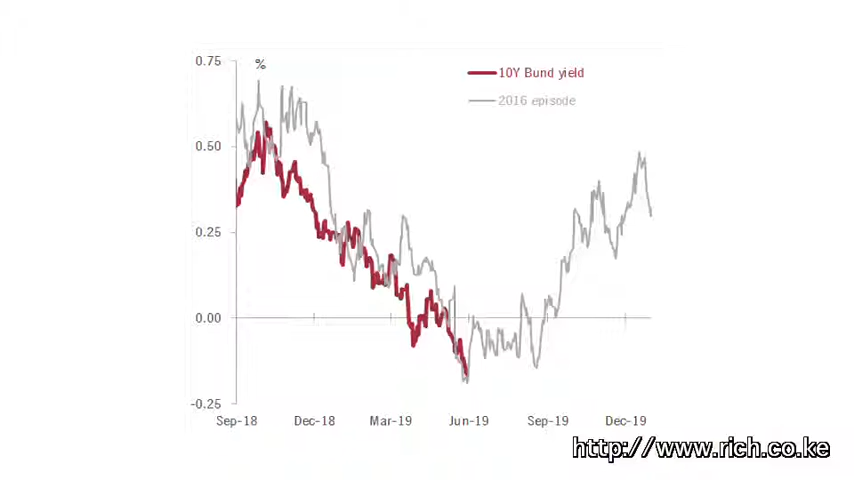 0.75
%
10Y Bund yield
2016 episode
0.50
0.25
0.00
-0.25
Sep-18 Dec-18 Mar-19 Jun-19 Sep-19 Dec-19
http://www.rich.co.ke